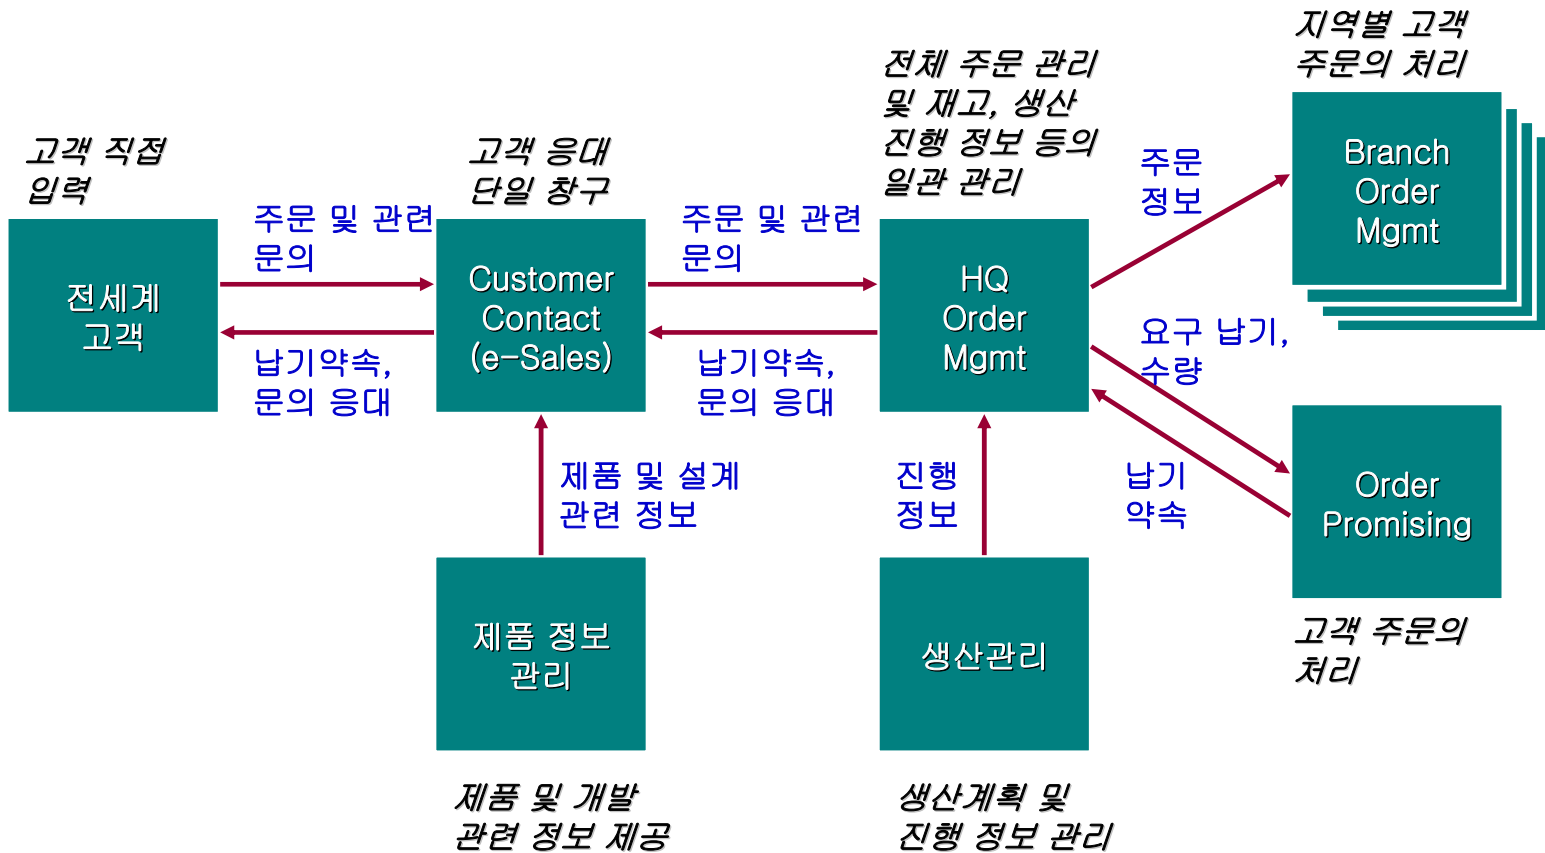 지역별 고객
주문의 처리
전체 주문 관리
및 재고, 생산
진행 정보 등의
일관 관리
고객 직접
입력
고객 응대
단일 창구
주문
정보
Branch
Order
Mgmt
주문 및 관련
문의
주문 및 관련
문의
전세계
고객
Customer
Contact
(e-Sales)
HQ
Order
Mgmt
납기약속,
문의 응대
납기약속,
문의 응대
요구 납기,
수량
제품 및 설계
관련 정보
진행
정보
납기
약속
Order
Promising
고객 주문의
처리
제품 정보
관리
생산관리
제품 및 개발
관련 정보 제공
생산계획 및
진행 정보 관리